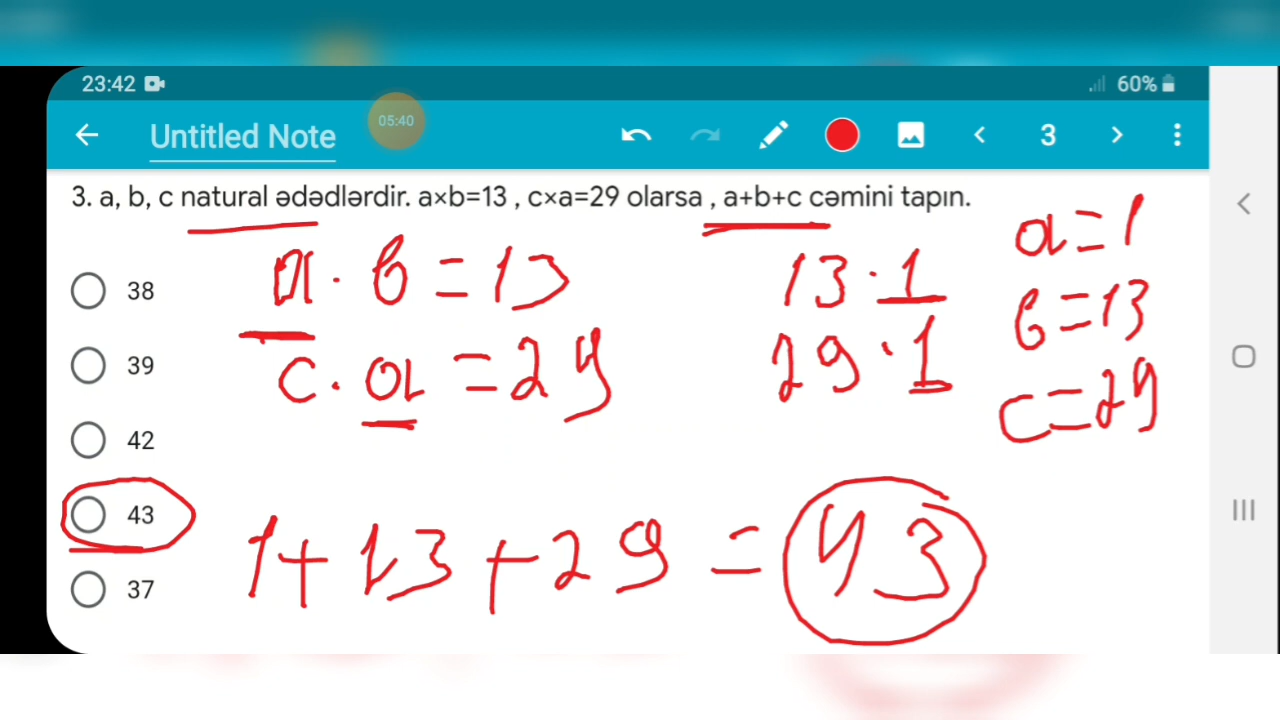 23:42 60%
05:40
Untitled Note 3
3. a, b, c natural ədədlərdir. a×b=13 , c×a=29 olarsa , a+b+c cəmini tapın.
a · b = 13 13 · 1 a = 1
38
c · a = 29 29 · 1 b = 13
39
c = 29
42
43
1 + 13 + 29 = 43
37